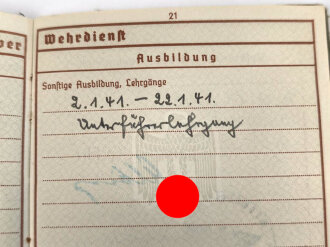 21
Wehrdienst
Ausbildung
Sonstige Ausbildung, Lehrgänge
2.1.41. – 22.1.41.
Unterführerlehrgang